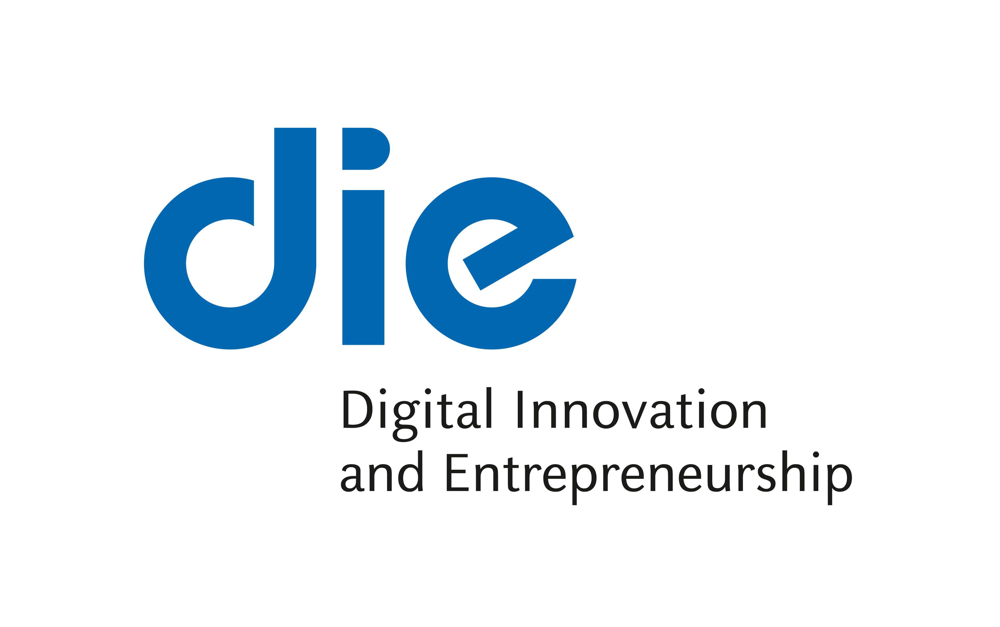 die
Digital Innovation
and Entrepreneurship